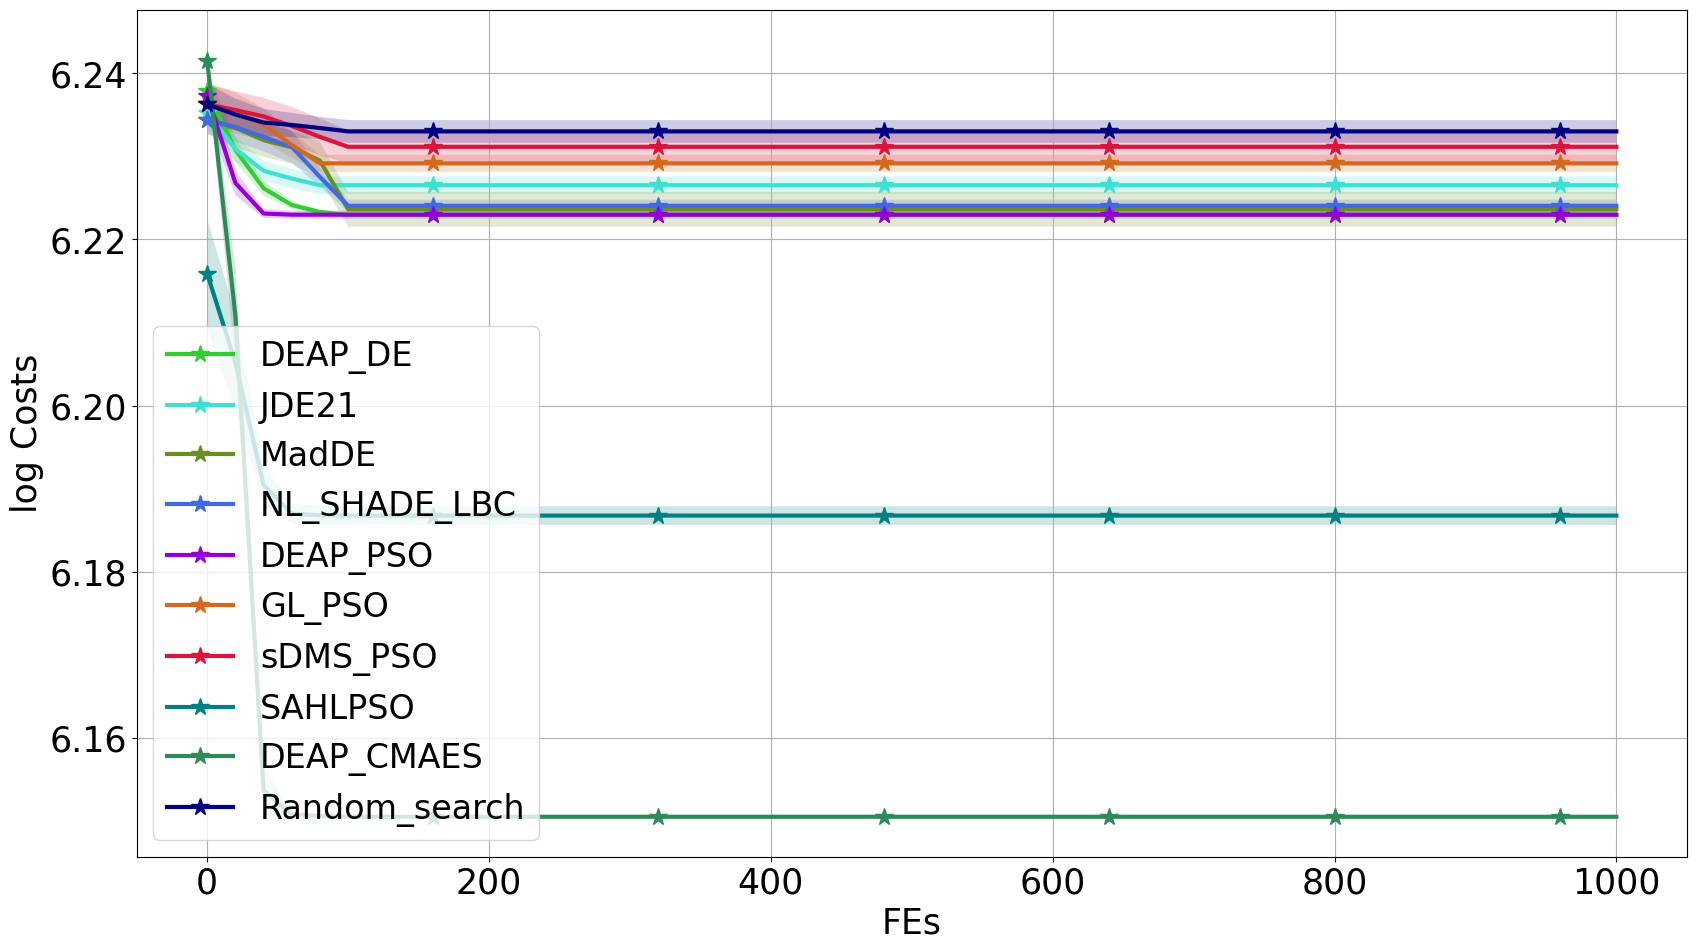 6.24
6.22
6.20
6.18
6.16
log Costs
DEAP_DE
JDE21
MadDE
NL_SHADE_LBC
DEAP_PSO
GL_PSO
sDMS_PSO
SAHLPSO
DEAP_CMAES
Random_search
0 200 400 600 800 1000
FEs